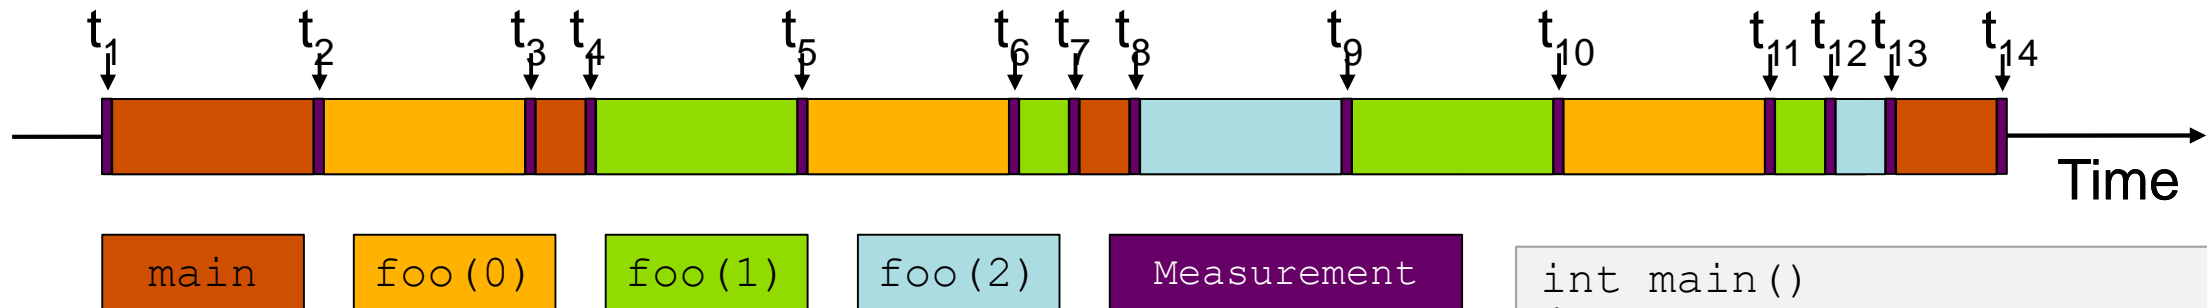 t1 t2 t3 t4 t5 t6 t7 t8 t9 t10 t11 t12 t13 t14
Time
main foo(0) foo(1) foo(2) Measurement
int main()